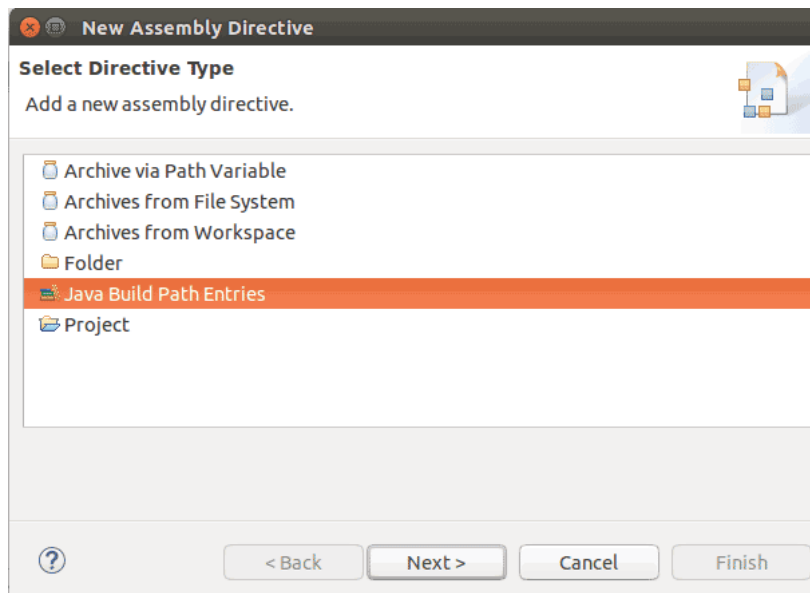 New Assembly Directive
Select Directive Type
Add a new assembly directive.
Archive via Path Variable
Archives from File System
Archives from Workspace
Folder
Java Build Path Entries
Project
?
< Back
Next >
Cancel
Finish